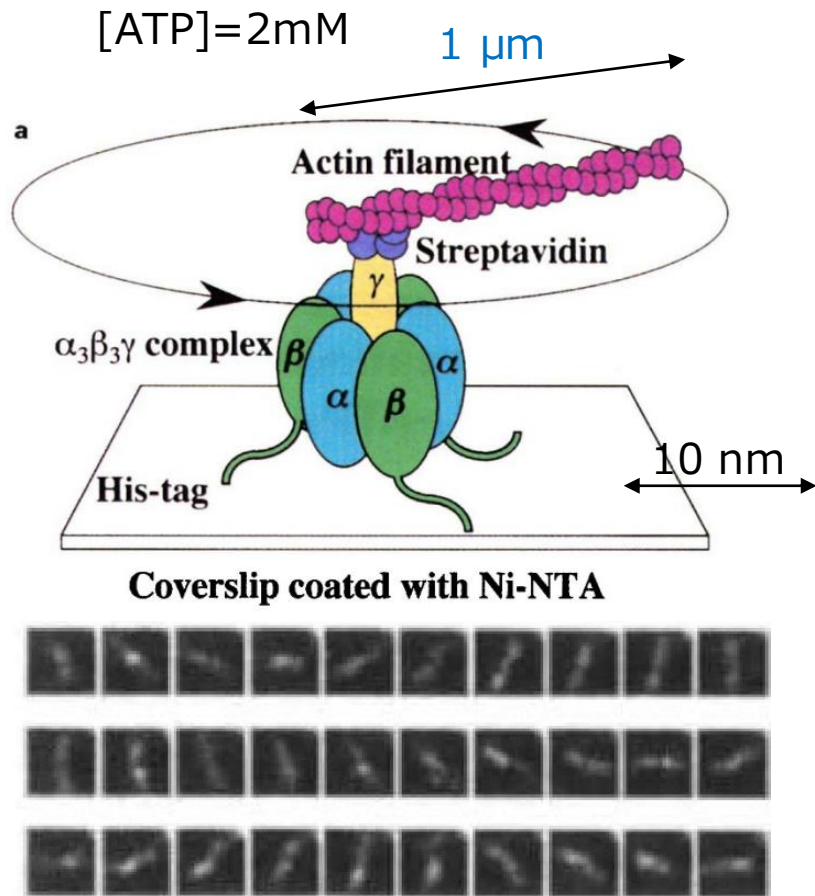 [ATP]=2mM
1 μm
a
Actin filament
Streptavidin
γ
α₃β₃γ complex
β
α
β
α
10 nm
His-tag
Coverslip coated with Ni-NTA